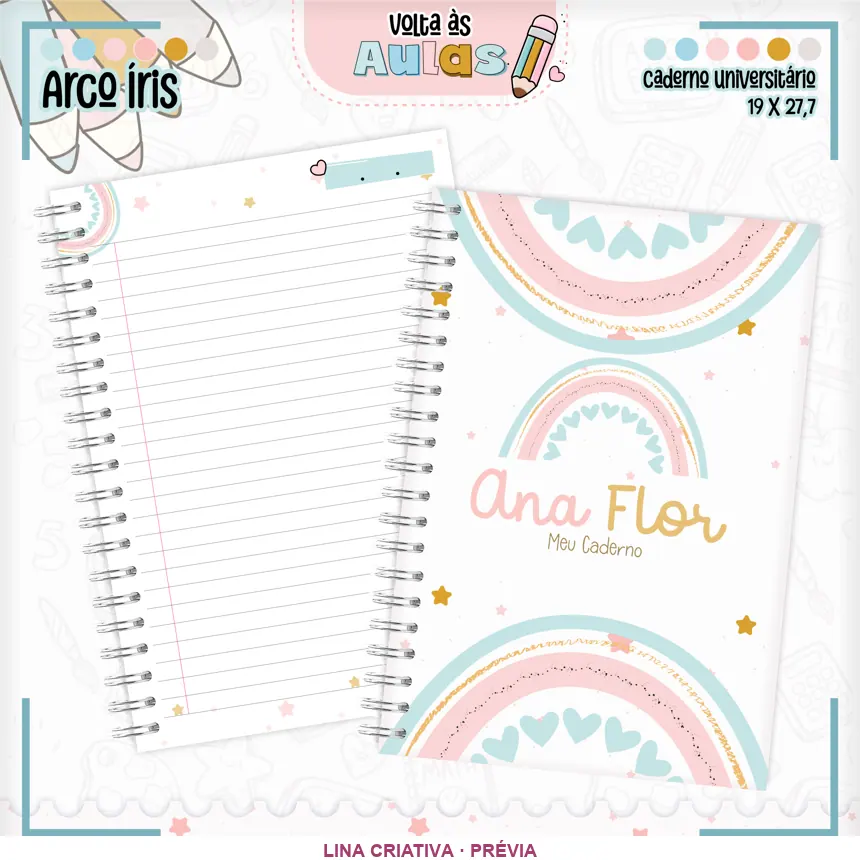 Volta às
Aulas
Arco Íris
Caderno Universitário
19 X 27,7
Ana Flor
Meu Caderno
LINA CRIATIVA · PRÉVIA